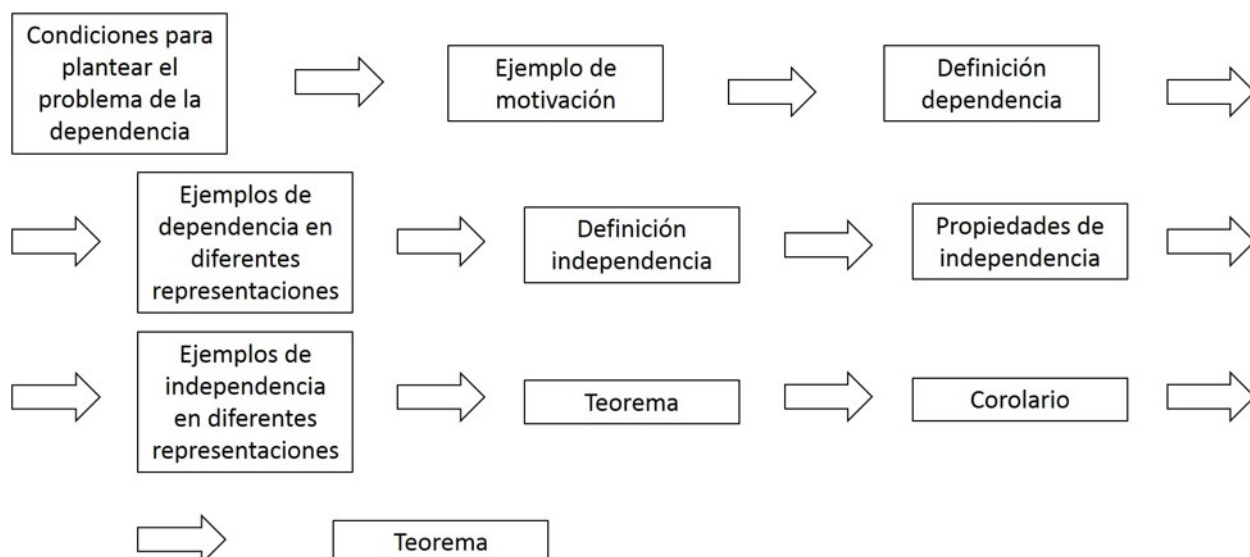 Condiciones para
plantear el
problema de la
dependencia
Ejemplo de
motivación
Definición
dependencia
Ejemplos de
dependencia en
diferentes
representaciones
Definición
independencia
Propiedades de
independencia
Ejemplos de
independencia
en diferentes
representaciones
Teorema
Corolario
Teorema